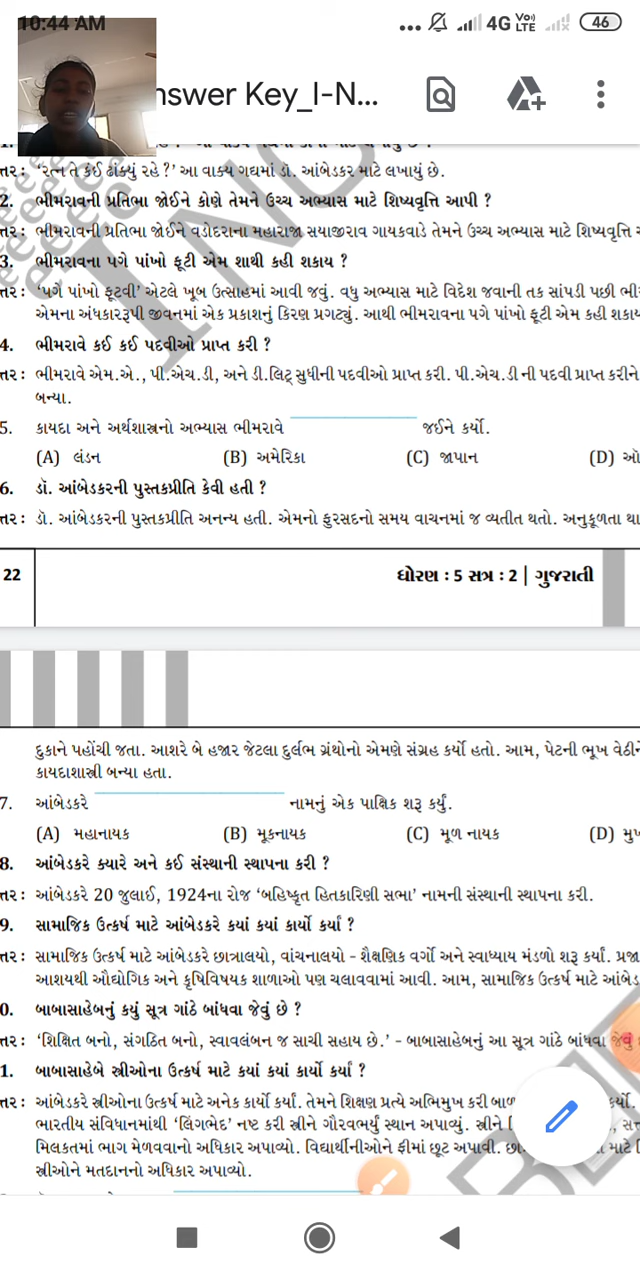 10:44 AM ... 4G Vo) LTE 46
nswer Key_I-N...
તર : 'રત્ન તે કંઈ ઢાંક્યું રહે ?' આ વાક્ય ગદ્યમાં ડૉ. આંબેડકર માટે લખાયું છે.
2. ભીમરાવની પ્રતિભા જોઈને કોણે તેમને ઉચ્ચ અભ્યાસ માટે શિષ્યવૃત્તિ આપી ?
તર : ભીમરાવની પ્રતિભા જોઈને વડોદરાના મહારાજા સયાજીરાવ ગાયકવાડે તેમને ઉચ્ચ અભ્યાસ માટે શિષ્યવૃત્તિ
3. ભીમરાવના પગે પાંખો ફૂટી એમ શાથી કહી શકાય ?
તર : 'પગે પાંખો ફૂટવી' એટલે ખૂબ ઉત્સાહમાં આવી જવું. વધુ અભ્યાસ માટે વિદેશ જવાની તક સાંપડી પછી ભી
એમના અંધકારરૂપી જીવનમાં એક પ્રકાશનું કિરણ પ્રગટ્યું. આથી ભીમરાવના પગે પાંખો ફૂટી એમ કહી શકાય
4. ભીમરાવે કઈ કઈ પદવીઓ પ્રાપ્ત કરી ?
તર : ભીમરાવે એમ.એ., પી.એચ.ડી, અને ડી.લિટ્ સુધીની પદવીઓ પ્રાપ્ત કરી. પી.એચ.ડી ની પદવી પ્રાપ્ત કરીને
બન્યા.
5. કાયદા અને અર્થશાસ્ત્રનો અભ્યાસ ભીમરાવે જઈને કર્યો.
(A) લંડન (B) અમેરિકા (C) જાપાન (D) ઑ
6. ડૉ. આંબેડકરની પુસ્તકપ્રીતિ કેવી હતી ?
તર : ડૉ. આંબેડકરની પુસ્તકપ્રીતિ અનન્ય હતી. એમનો ફુરસદનો સમય વાચનમાં જ વ્યતીત થતો. અનુકૂળતા થા
22 ધોરણ : 5 સત્ર : 2 | ગુજરાતી
દુકાને પહોંચી જતા. આશરે બે હજાર જેટલા દુર્લભ ગ્રંથોનો એમણે સંગ્રહ કર્યો હતો. આમ, પેટની ભૂખ વેઠીને
કાયદાશાસ્ત્રી બન્યા હતા.
7. આંબેડકરે નામનું એક પાક્ષિક શરૂ કર્યું.
(A) મહાનાયક (B) મૂકનાયક (C) મૂળ નાયક (D) મુ
8. આંબેડકરે ક્યારે અને કઈ સંસ્થાની સ્થાપના કરી ?
તર : આંબેડકરે 20 જુલાઈ, 1924ના રોજ 'બહિષ્કૃત હિતકારિણી સભા' નામની સંસ્થાની સ્થાપના કરી.
9. સામાજિક ઉત્કર્ષ માટે આંબેડકરે કયાં કયાં કાર્યો કર્યાં ?
તર : સામાજિક ઉત્કર્ષ માટે આંબેડકરે છાત્રાલયો, વાંચનાલયો - શૈક્ષણિક વર્ગો અને સ્વાધ્યાય મંડળો શરૂ કર્યાં. પ્રજા
આશયથી ઔદ્યોગિક અને કૃષિવિષયક શાળાઓ પણ ચલાવવામાં આવી. આમ, સામાજિક ઉત્કર્ષ માટે આંબેડ
0. બાબાસાહેબનું કયું સૂત્ર ગાંઠે બાંધવા જેવું છે ?
તર : 'શિક્ષિત બનો, સંગઠિત બનો, સ્વાવલંબન જ સાચી સહાય છે.' - બાબાસાહેબનું આ સૂત્ર ગાંઠે બાંધવા જેવું
1. બાબાસાહેબે સ્ત્રીઓના ઉત્કર્ષ માટે કયાં કયાં કાર્યો કર્યાં ?
તર : આંબેડકરે સ્ત્રીઓના ઉત્કર્ષ માટે અનેક કાર્યો કર્યાં. તેમને શિક્ષણ પ્રત્યે અભિમુખ કરી
ભારતીય સંવિધાનમાંથી 'લિંગભેદ' નષ્ટ કરી સ્ત્રીને ગૌરવભર્યું સ્થાન અપાવ્યું. સ્ત્રીને
મિલકતમાં ભાગ મેળવવાનો અધિકાર અપાવ્યો. વિદ્યાર્થીનીઓને ફીમાં છૂટ અપાવી. માટે
સ્ત્રીઓને મતદાનનો અધિકાર અપાવ્યો.